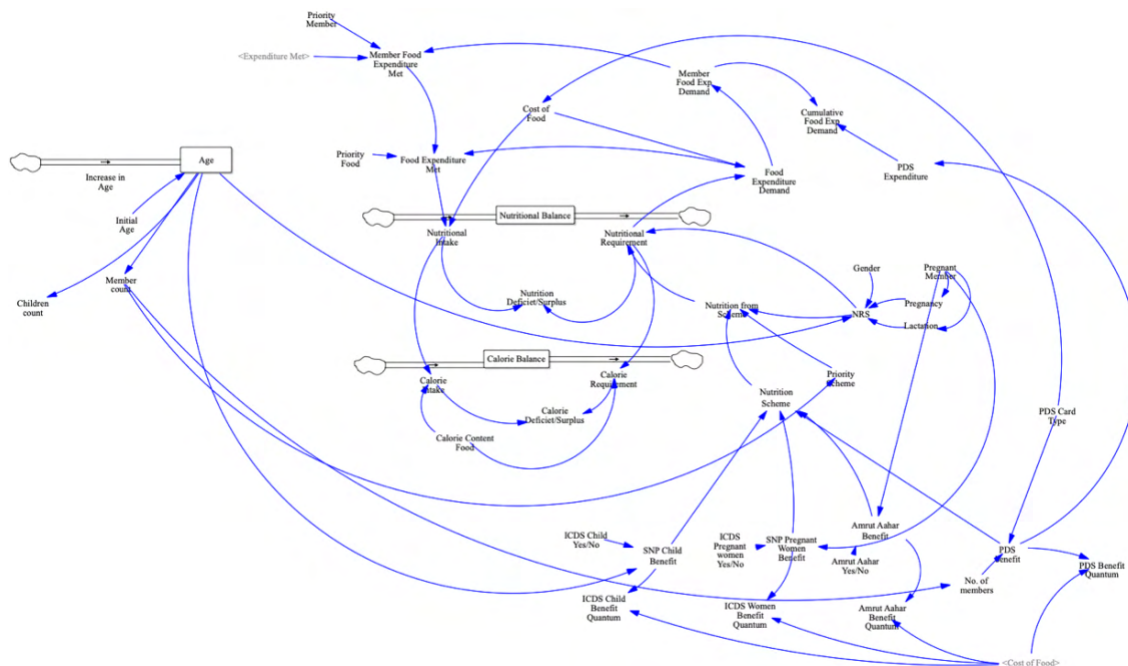 Priority
Member
<Expenditure Met>
Member Food
Expenditure
Met
Member
Food Exp
Demand
Cost of
Food
Cumulative
Food Exp
Demand
Priority
Food
Food Expenditure
Met
Food
Expenditure
Demand
PDS
Expenditure
Age
Increase in
Age
Initial
Age
Member
count
Children
count
Nutritional Balance
Nutritional
Intake
Nutritional
Requirement
Nutrition
Deficiet/Surplus
Nutrition from
Scheme
Gender
Pregnant
Member
Pregnancy
NRS
Lactation
Calorie Balance
Calorie
Intake
Calorie
Requirement
Calorie
Deficiet/Surplus
Calorie Content
Food
Priority
Scheme
Nutrition
Scheme
PDS Card
Type
ICDS Child
Yes/No
SNP Child
Benefit
ICDS
Pregnant
women
Yes/No
SNP Pregnant
Women
Benefit
Amrut Aahar
Benefit
Amrut Aahar
Yes/No
PDS
Benefit
PDS Benefit
Quantum
No. of
members
ICDS Child
Benefit
Quantum
ICDS Women
Benefit
Quantum
Amrut Aahar
Benefit
Quantum
<Cost of Food>